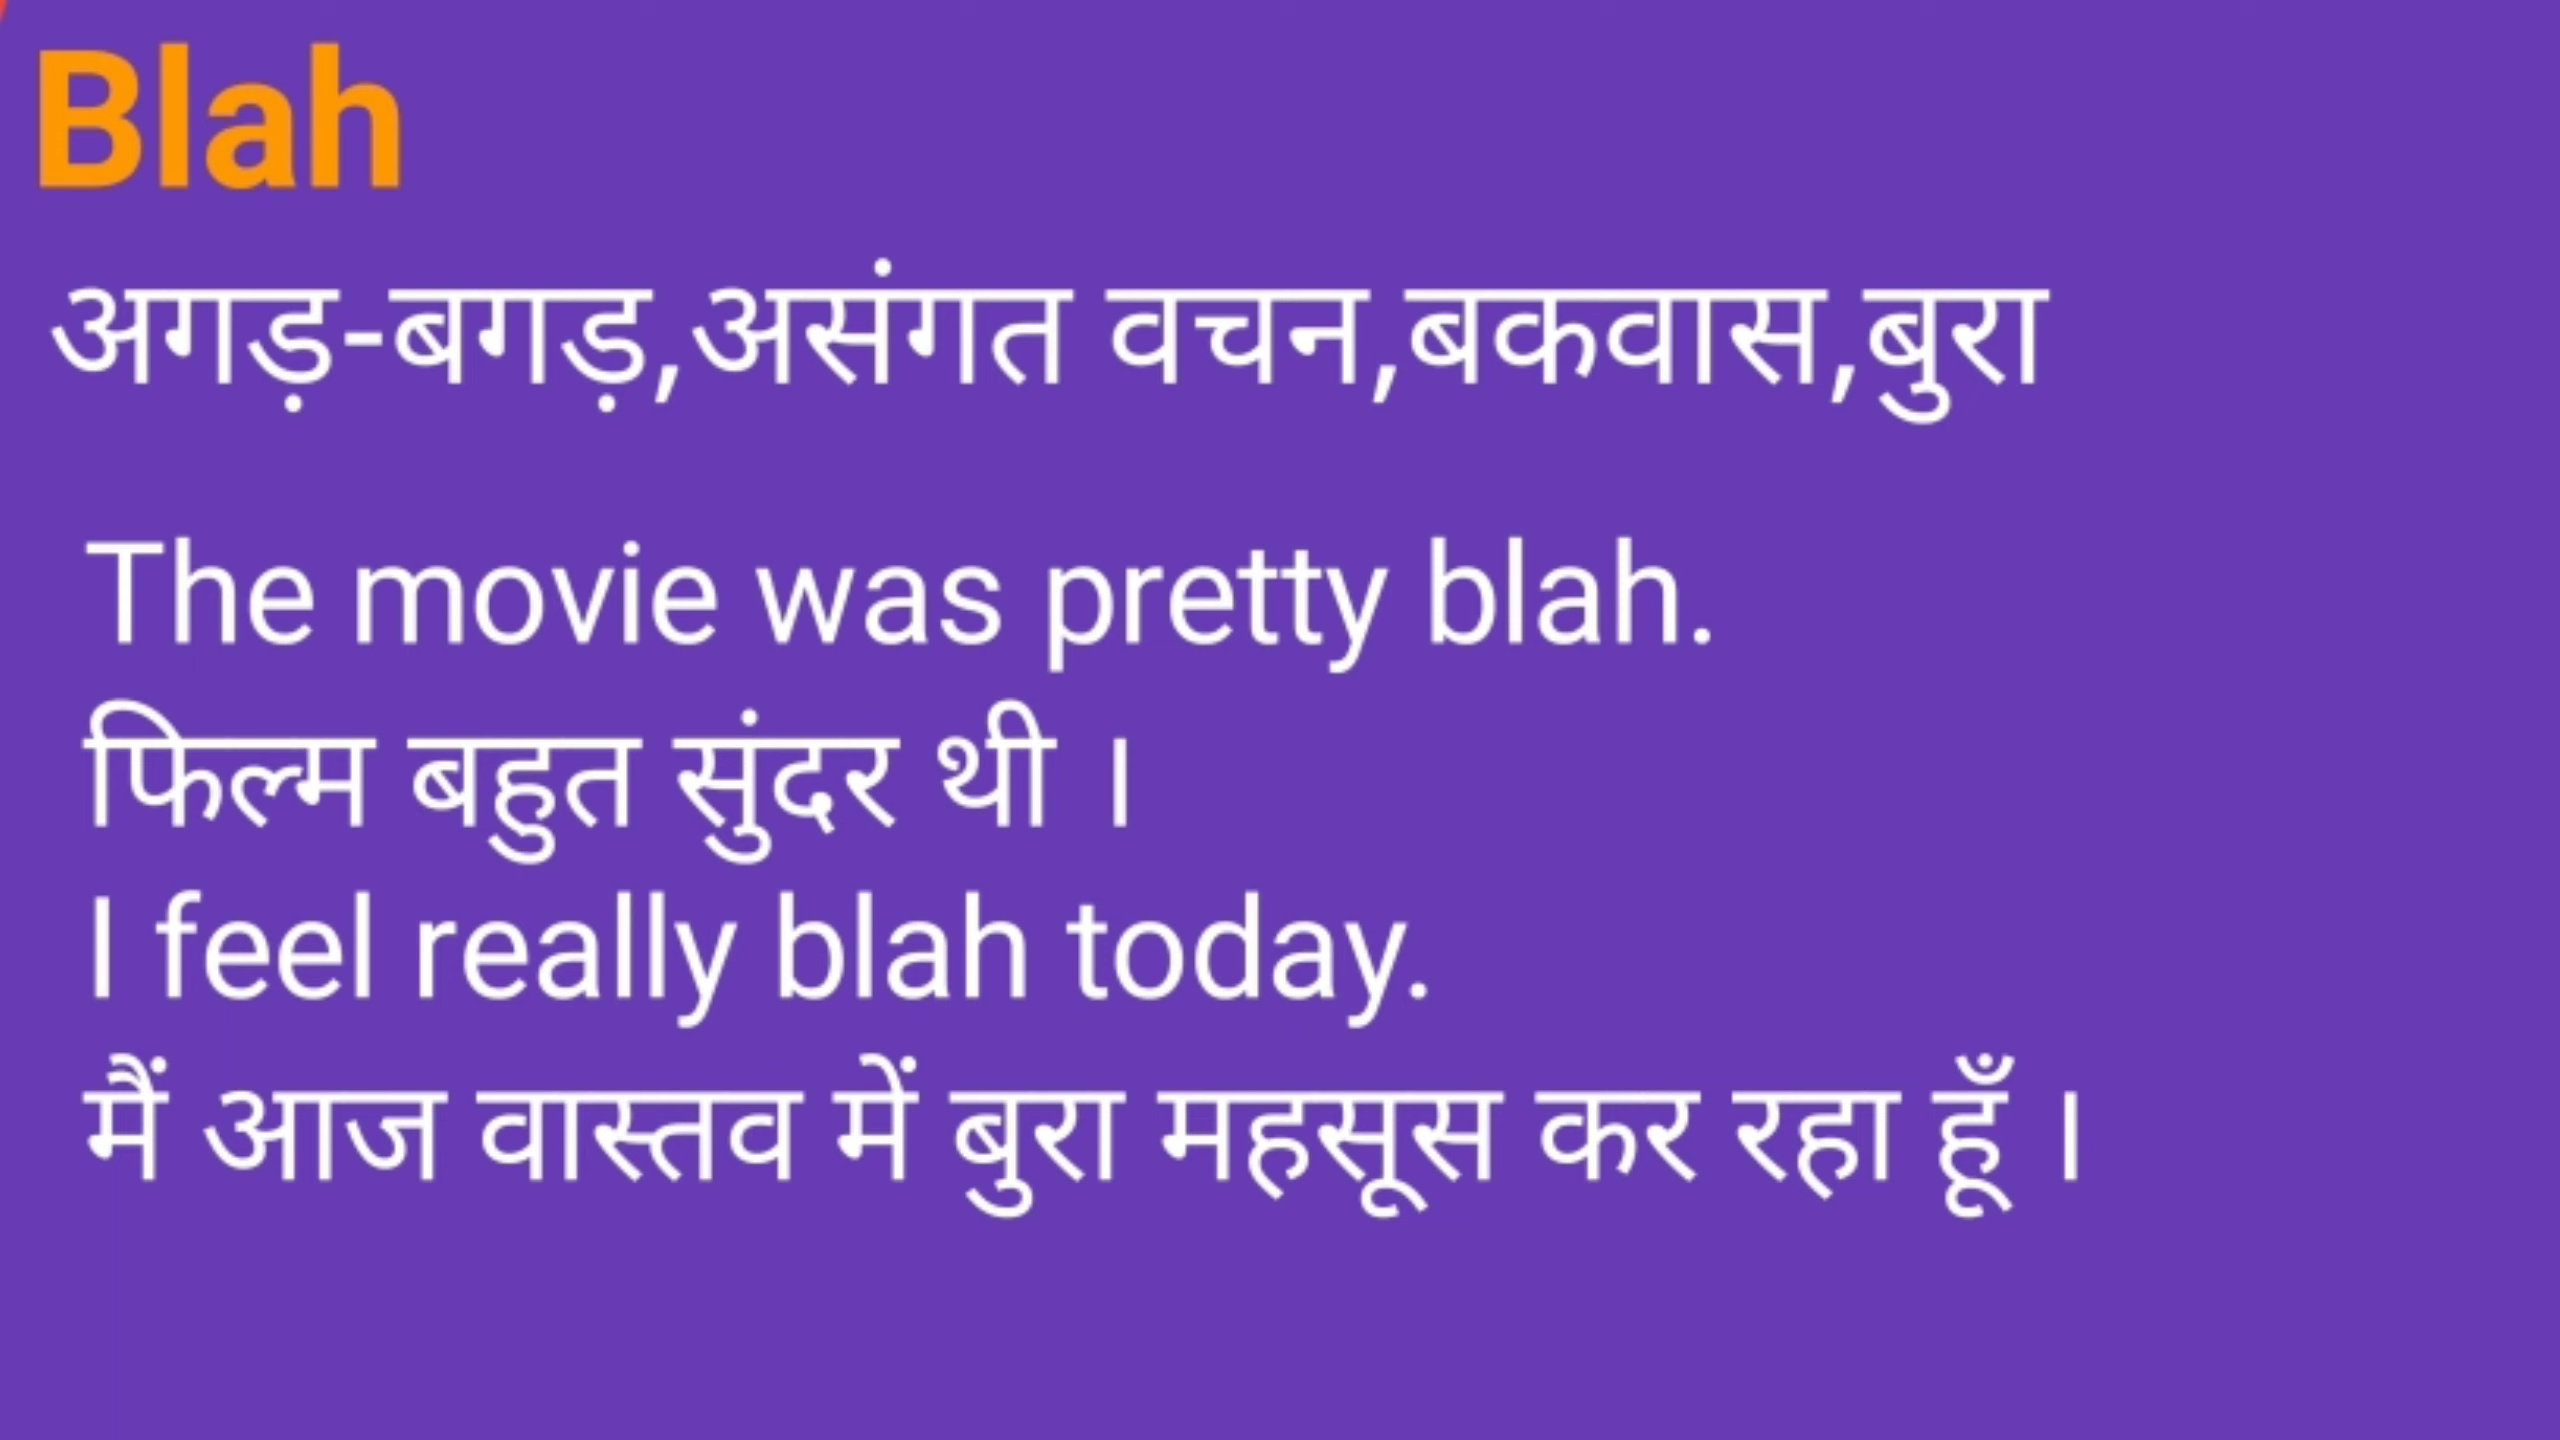 Blah
अगड़-बगड़,असंगत वचन,बकवास,बुरा
The movie was pretty blah.
फिल्म बहुत सुंदर थी ।
I feel really blah today.
मैं आज वास्तव में बुरा महसूस कर रहा हूँ ।